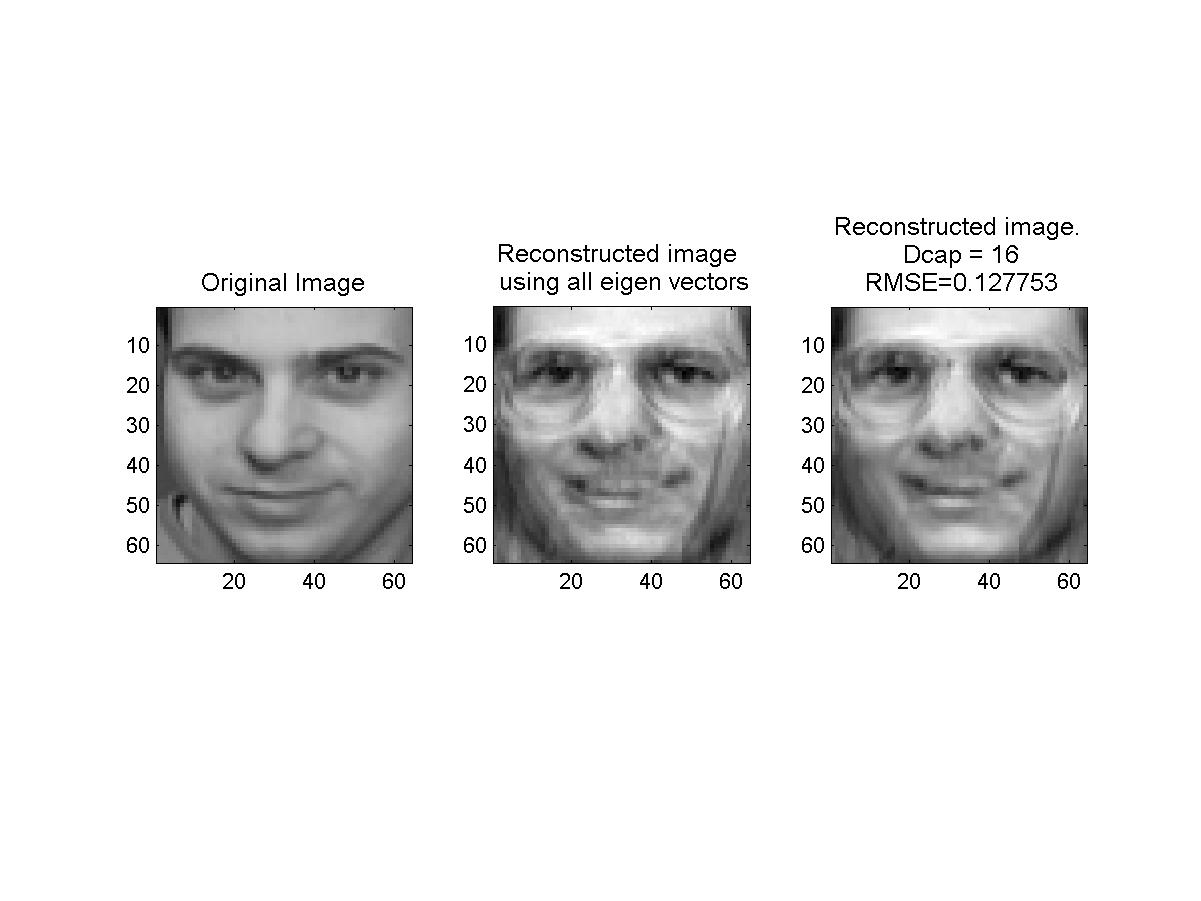 Original Image
10
20
30
40
50
60
20 40 60
Reconstructed image
using all eigen vectors
10
20
30
40
50
60
20 40 60
Reconstructed image.
Dcap = 16
RMSE=0.127753
10
20
30
40
50
60
20 40 60